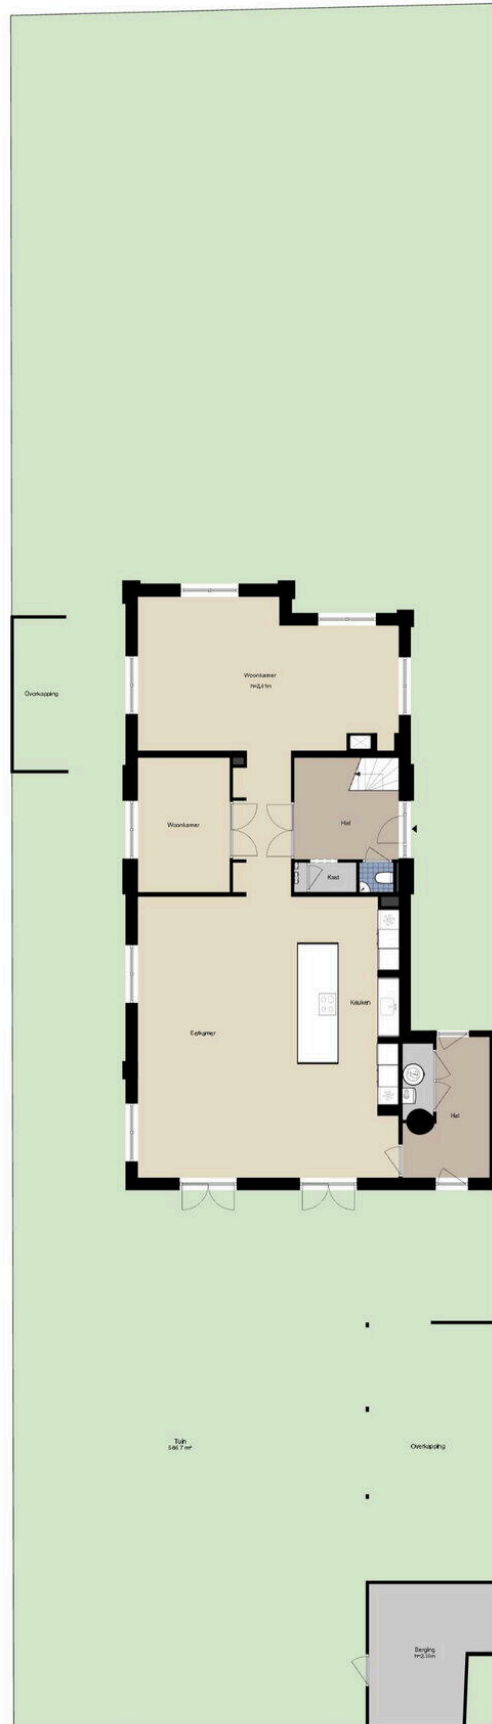 Woonkamer
Overkapping
Woonkamer
Hal
Kast
Keuken
Eetkamer
Hal
Tuin
Overkapping
Berging